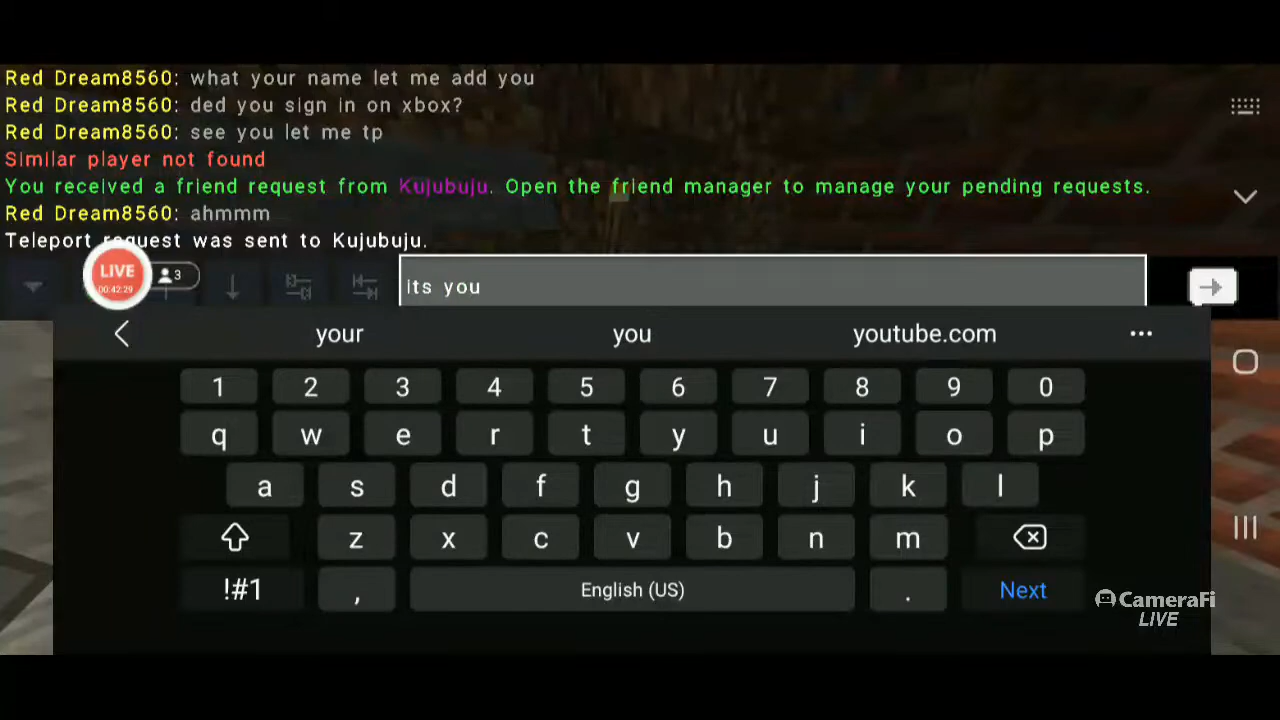 Red Dream8560: what your name let me add you
Red Dream8560: ded you sign in on xbox?
Red Dream8560: see you let me tp
Similar player not found
You received a friend request from Kujubuju. Open the friend manager to manage your pending requests.
Red Dream8560: ahmmm
Teleport request was sent to Kujubuju.
LIVE
00:42:29
3
its you
your you youtube.com
1 2 3 4 5 6 7 8 9 0
q w e r t y u i o p
a s d f g h j k l
z x c v b n m
!#1 , English (US) . Next
CameraFi
LIVE